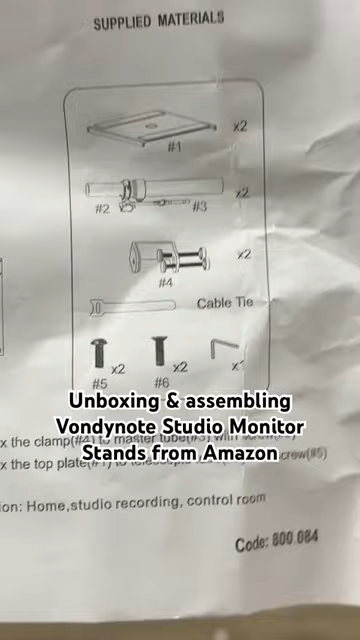 SUPPLIED MATERIALS
x2
#1
x2
#2
#3
x2
#4
Cable Tie
x2
x2
#5
#6
Unboxing & assembling
Vondynote Studio Monitor
Stands from Amazon
x the clamp(#4) to master tube(#3) with
x the top plate(#1) to
crew(#5)
ion: Home,studio recording, control room
Code: 800.084